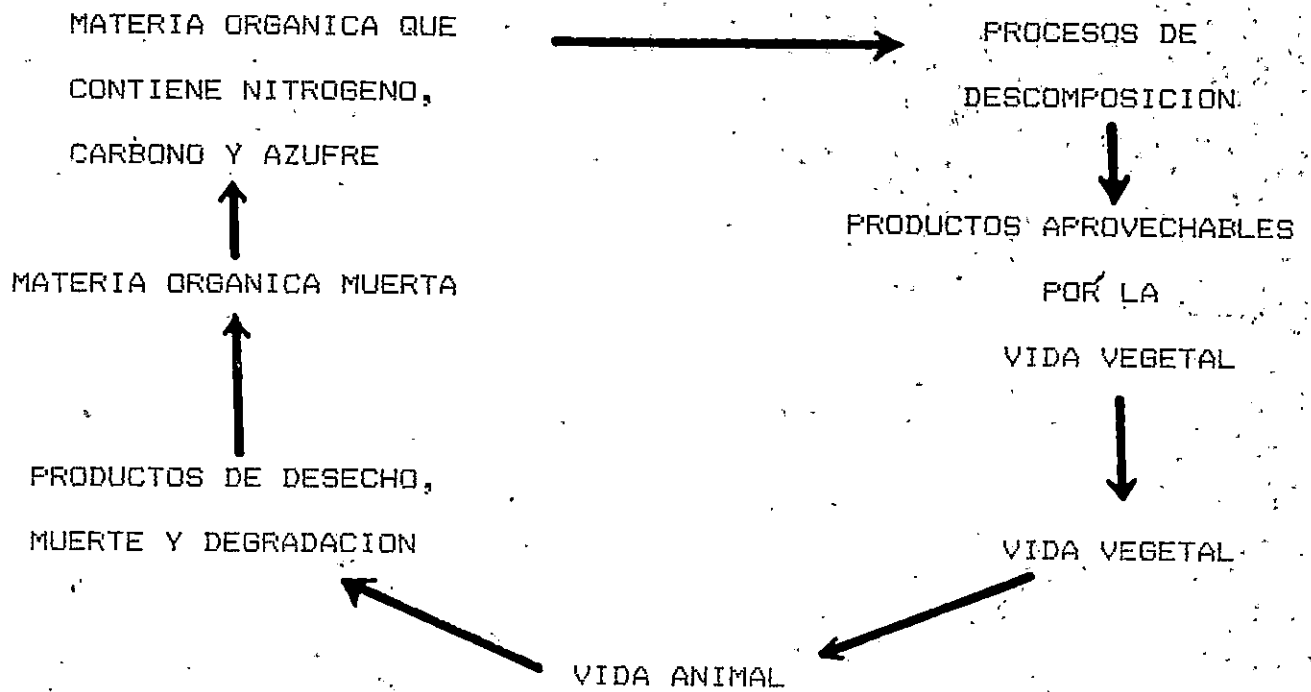 MATERIA ORGANICA QUE
CONTIENE NITROGENO,
CARBONO Y AZUFRE
PROCESOS DE
DESCOMPOSICION
PRODUCTOS APROVECHABLES
POR LA
VIDA VEGETAL
MATERIA ORGANICA MUERTA
PRODUCTOS DE DESECHO,
MUERTE Y DEGRADACION
VIDA VEGETAL
VIDA ANIMAL